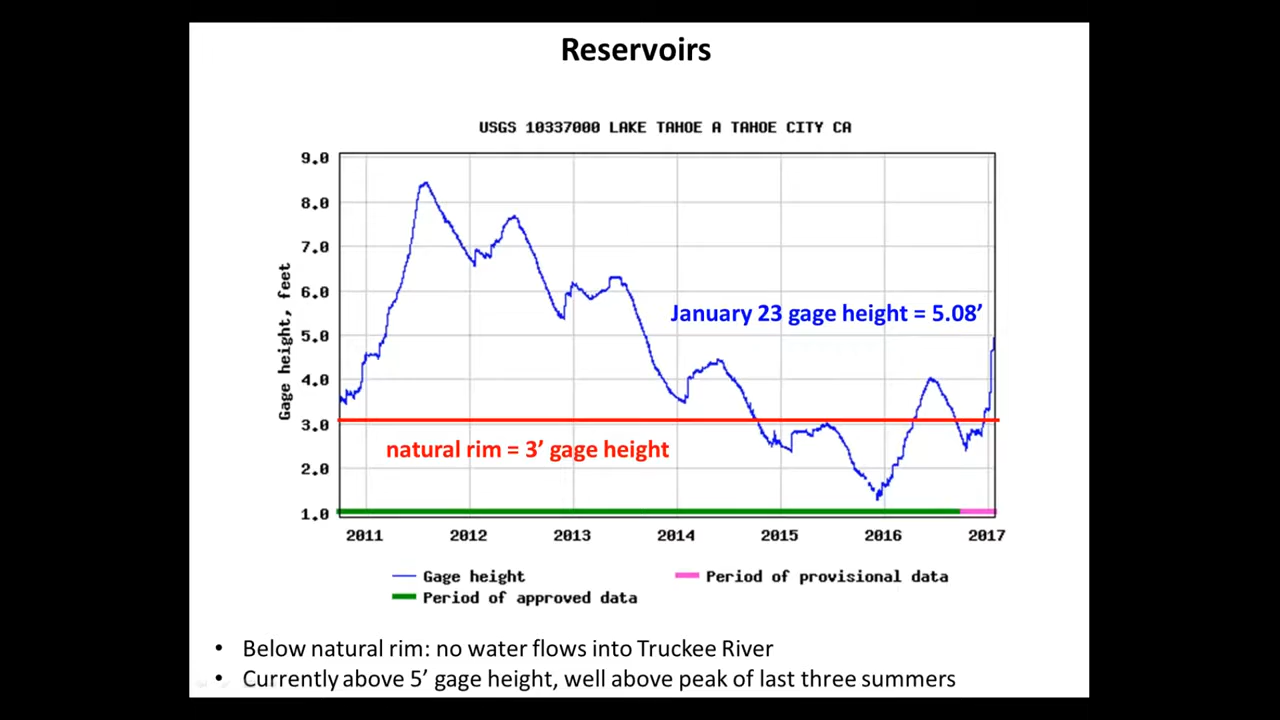 Reservoirs
USGS 10337000 LAKE TAHOE A TAHOE CITY CA
Gage height, feet
9.0
8.0
7.0
6.0
5.0
4.0
3.0
2.0
1.0
January 23 gage height = 5.08’
natural rim = 3’ gage height
2011 2012 2013 2014 2015 2016 2017
Gage height
Period of provisional data
Period of approved data
• Below natural rim: no water flows into Truckee River
• Currently above 5’ gage height, well above peak of last three summers